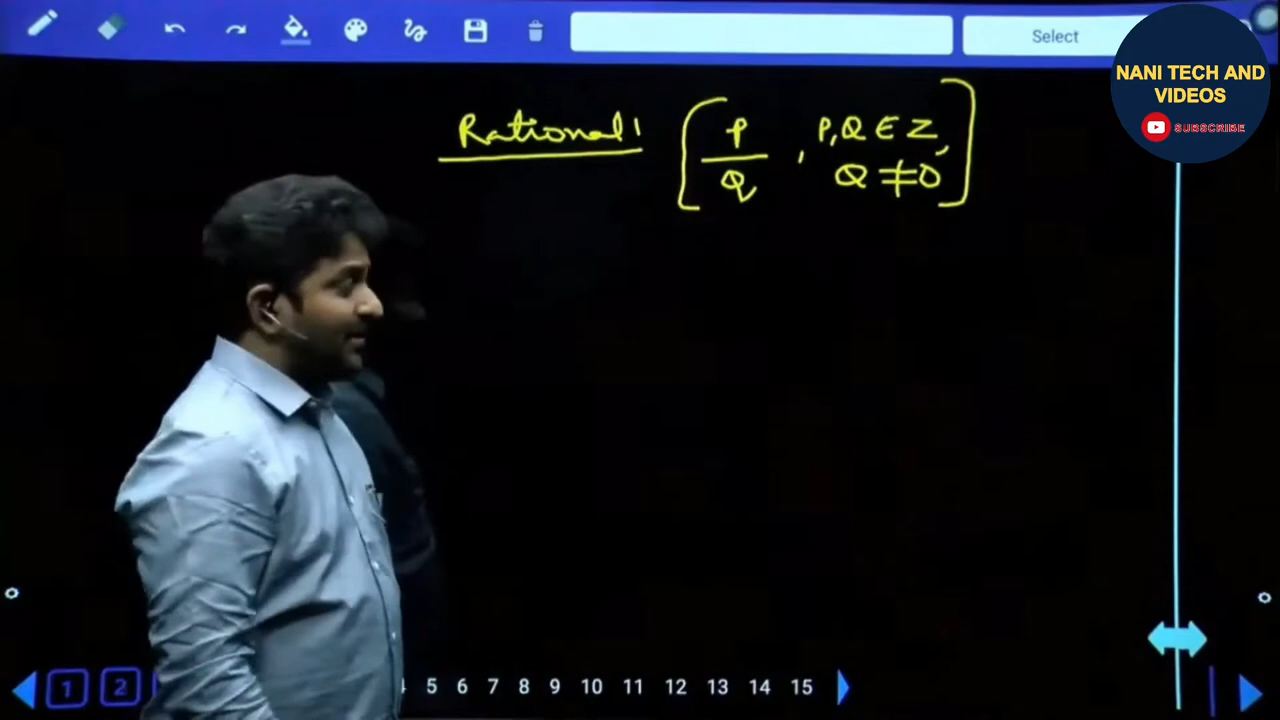 Select
NANI TECH AND
VIDEOS
SUBSCRIBE
Rational! [P/Q, P,Q ∈ Z,
Q ≠ 0]
1 2 5 6 7 8 9 10 11 12 13 14 15